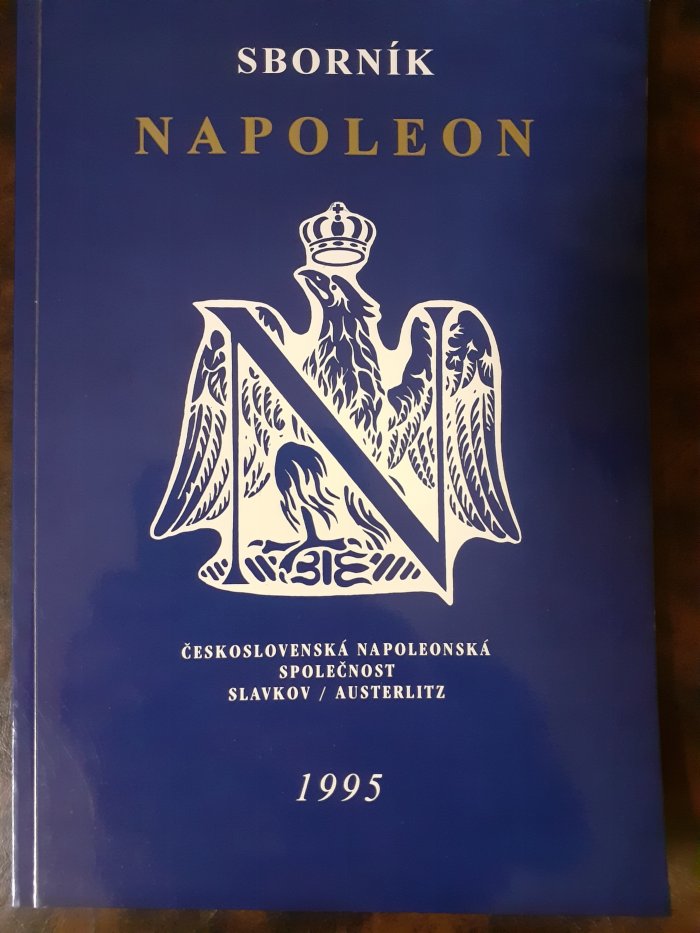 SBORNÍK
NAPOLEON
N
ČESKOSLOVENSKÁ NAPOLEONSKÁ
SPOLEČNOST
SLAVKOV / AUSTERLITZ
1995